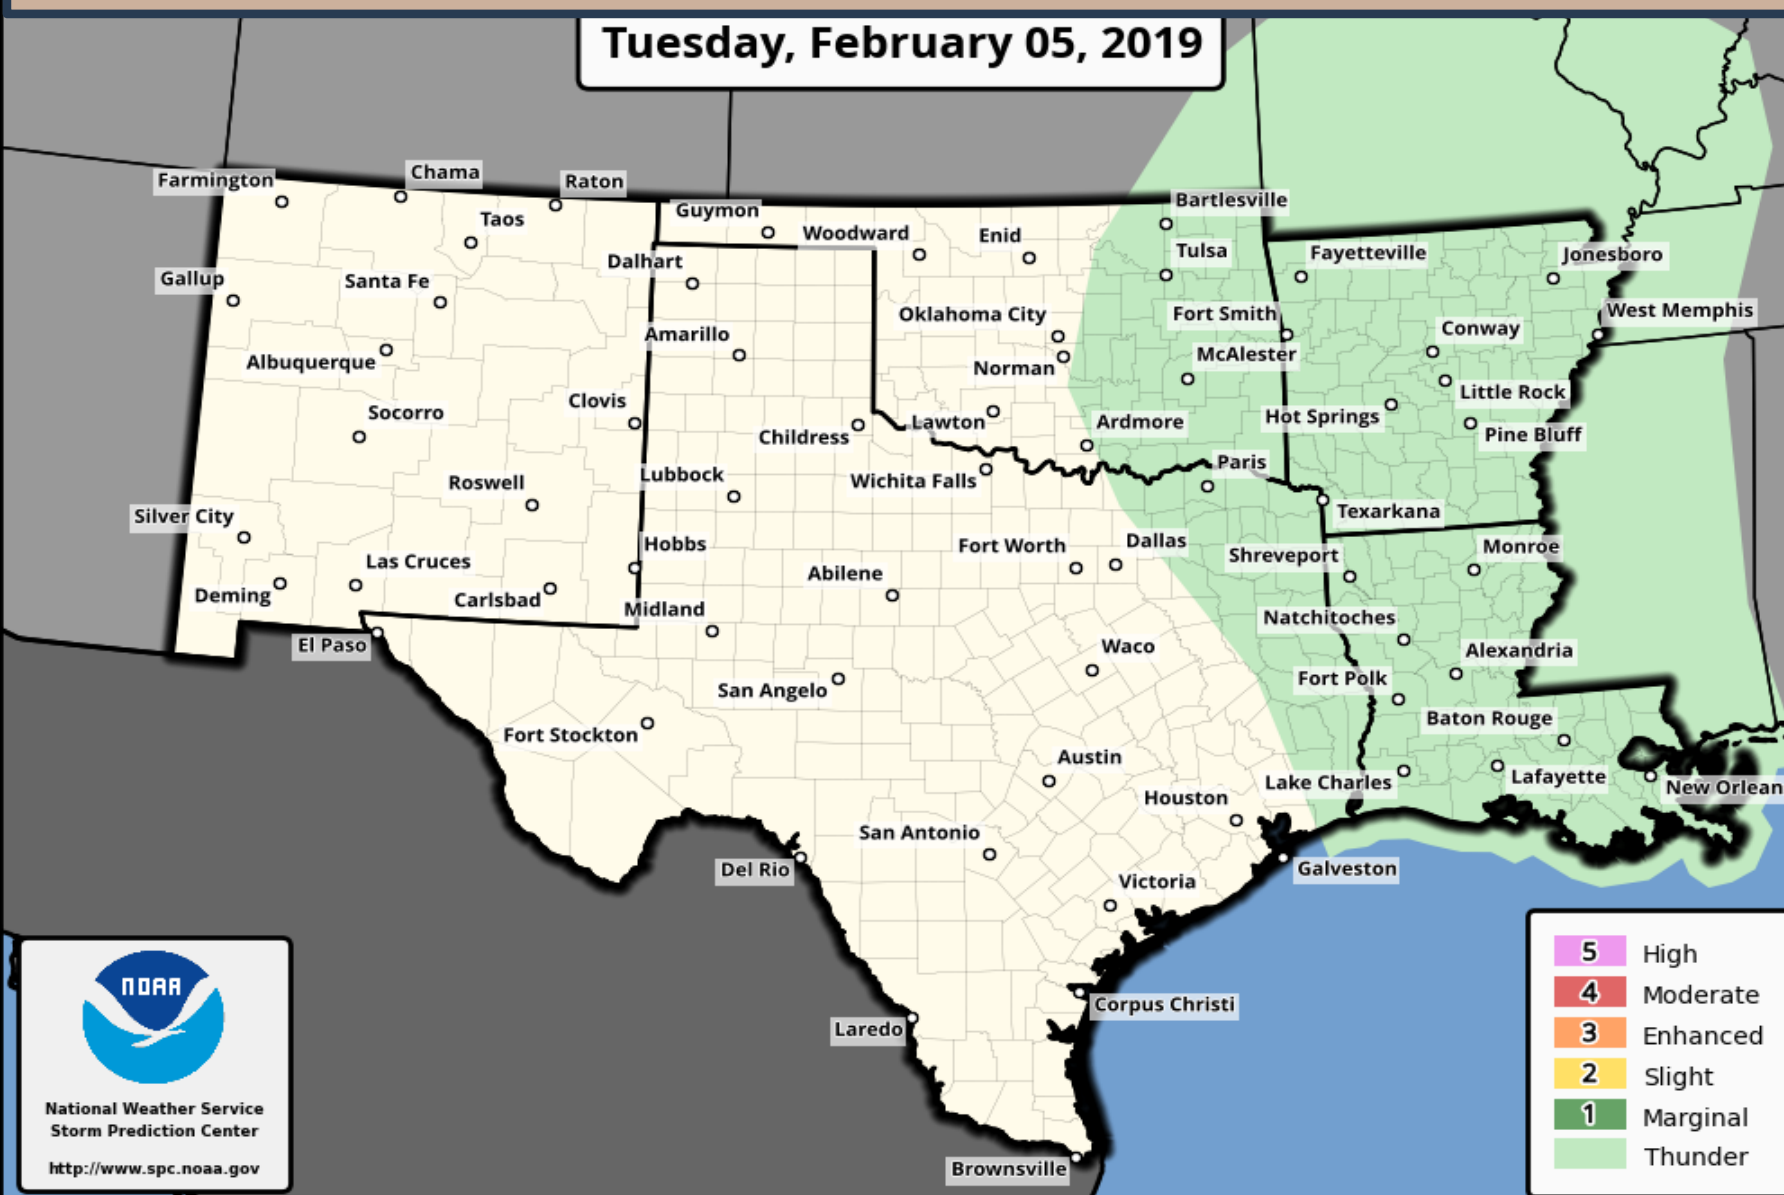 Tuesday, February 05, 2019
Farmington
Chama
Raton
Taos
Guymon
Woodward
Enid
Bartlesville
Tulsa
Fayetteville
Jonesboro
Gallup
Santa Fe
Dalhart
Oklahoma City
Fort Smith
West Memphis
Amarillo
Conway
Albuquerque
Norman
McAlester
Little Rock
Socorro
Clovis
Childress
Lawton
Ardmore
Hot Springs
Pine Bluff
Roswell
Lubbock
Wichita Falls
Paris
Texarkana
Silver City
Las Cruces
Hobbs
Fort Worth
Dallas
Shreveport
Monroe
Deming
Carlsbad
Midland
Abilene
Natchitoches
El Paso
Waco
Alexandria
San Angelo
Fort Polk
Fort Stockton
Baton Rouge
Austin
Lake Charles
Lafayette
New Orlean
Houston
San Antonio
Del Rio
Galveston
Victoria
Corpus Christi
Laredo
Brownsville
NOAA
National Weather Service
Storm Prediction Center
http://www.spc.noaa.gov
5 High
4 Moderate
3 Enhanced
2 Slight
1 Marginal
Thunder